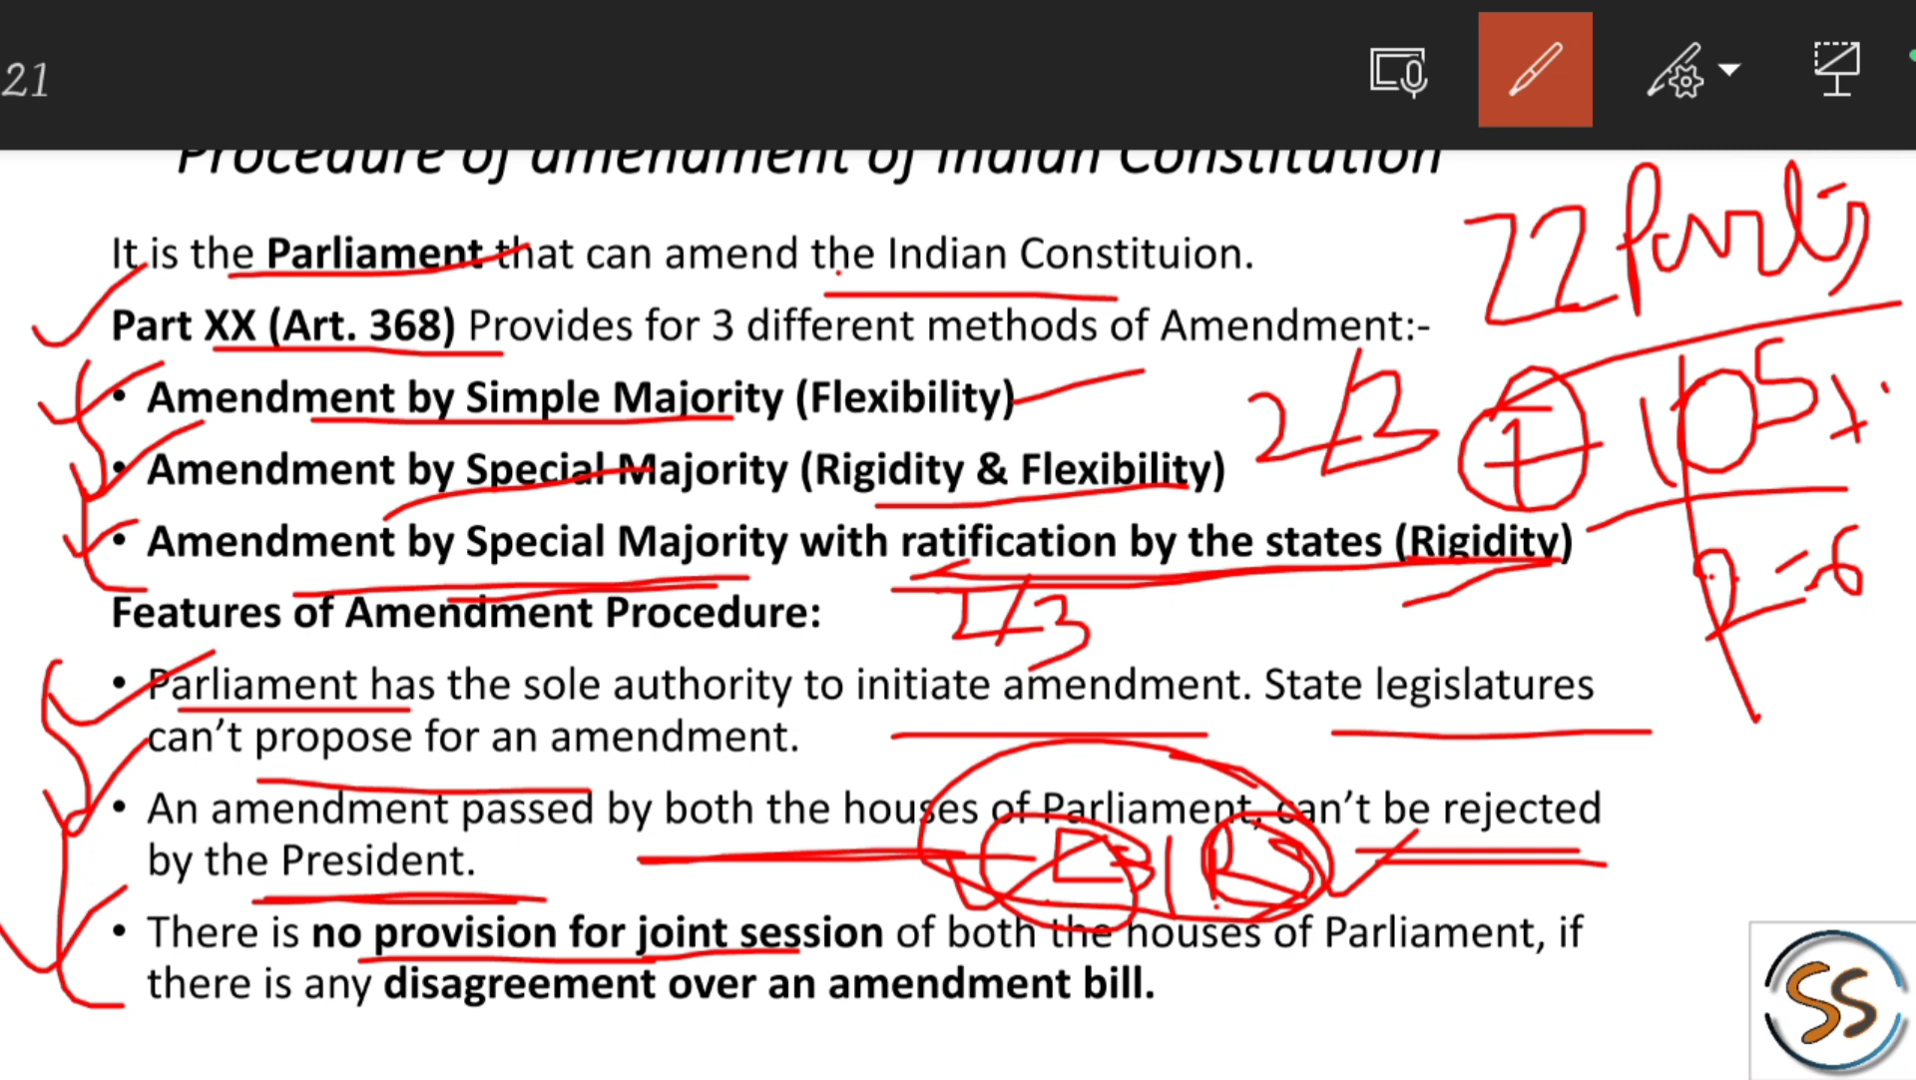 21
Procedure of amendment of Indian Constitution
It is the Parliament that can amend the Indian Constituion.
22 Parts
Part XX (Art. 368) Provides for 3 different methods of Amendment:-
• Amendment by Simple Majority (Flexibility)
2/3
105
• Amendment by Special Majority (Rigidity & Flexibility)
• Amendment by Special Majority with ratification by the states (Rigidity)
Features of Amendment Procedure:
• Parliament has the sole authority to initiate amendment. State legislatures
can’t propose for an amendment.
• An amendment passed by both the houses of Parliament, can’t be rejected
by the President.
• There is no provision for joint session of both the houses of Parliament, if
there is any disagreement over an amendment bill.
SS